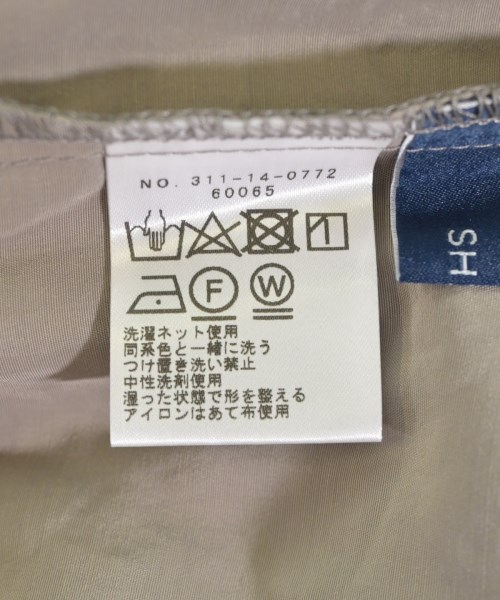 NO. 311-14-0772
60065
F W
洗濯ネット使用
同系色と一緒に洗う
つけ置き洗い禁止
中性洗剤使用
湿った状態で形を整える
アイロンはあて布使用
HS